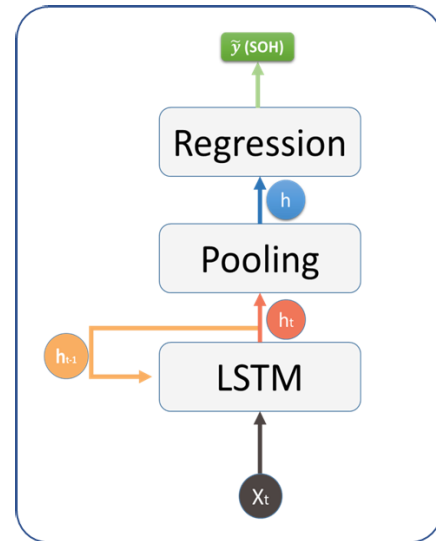 ỹ (SOH)
Regression
h
Pooling
hₜ
hₜ₋₁
LSTM
Xₜ